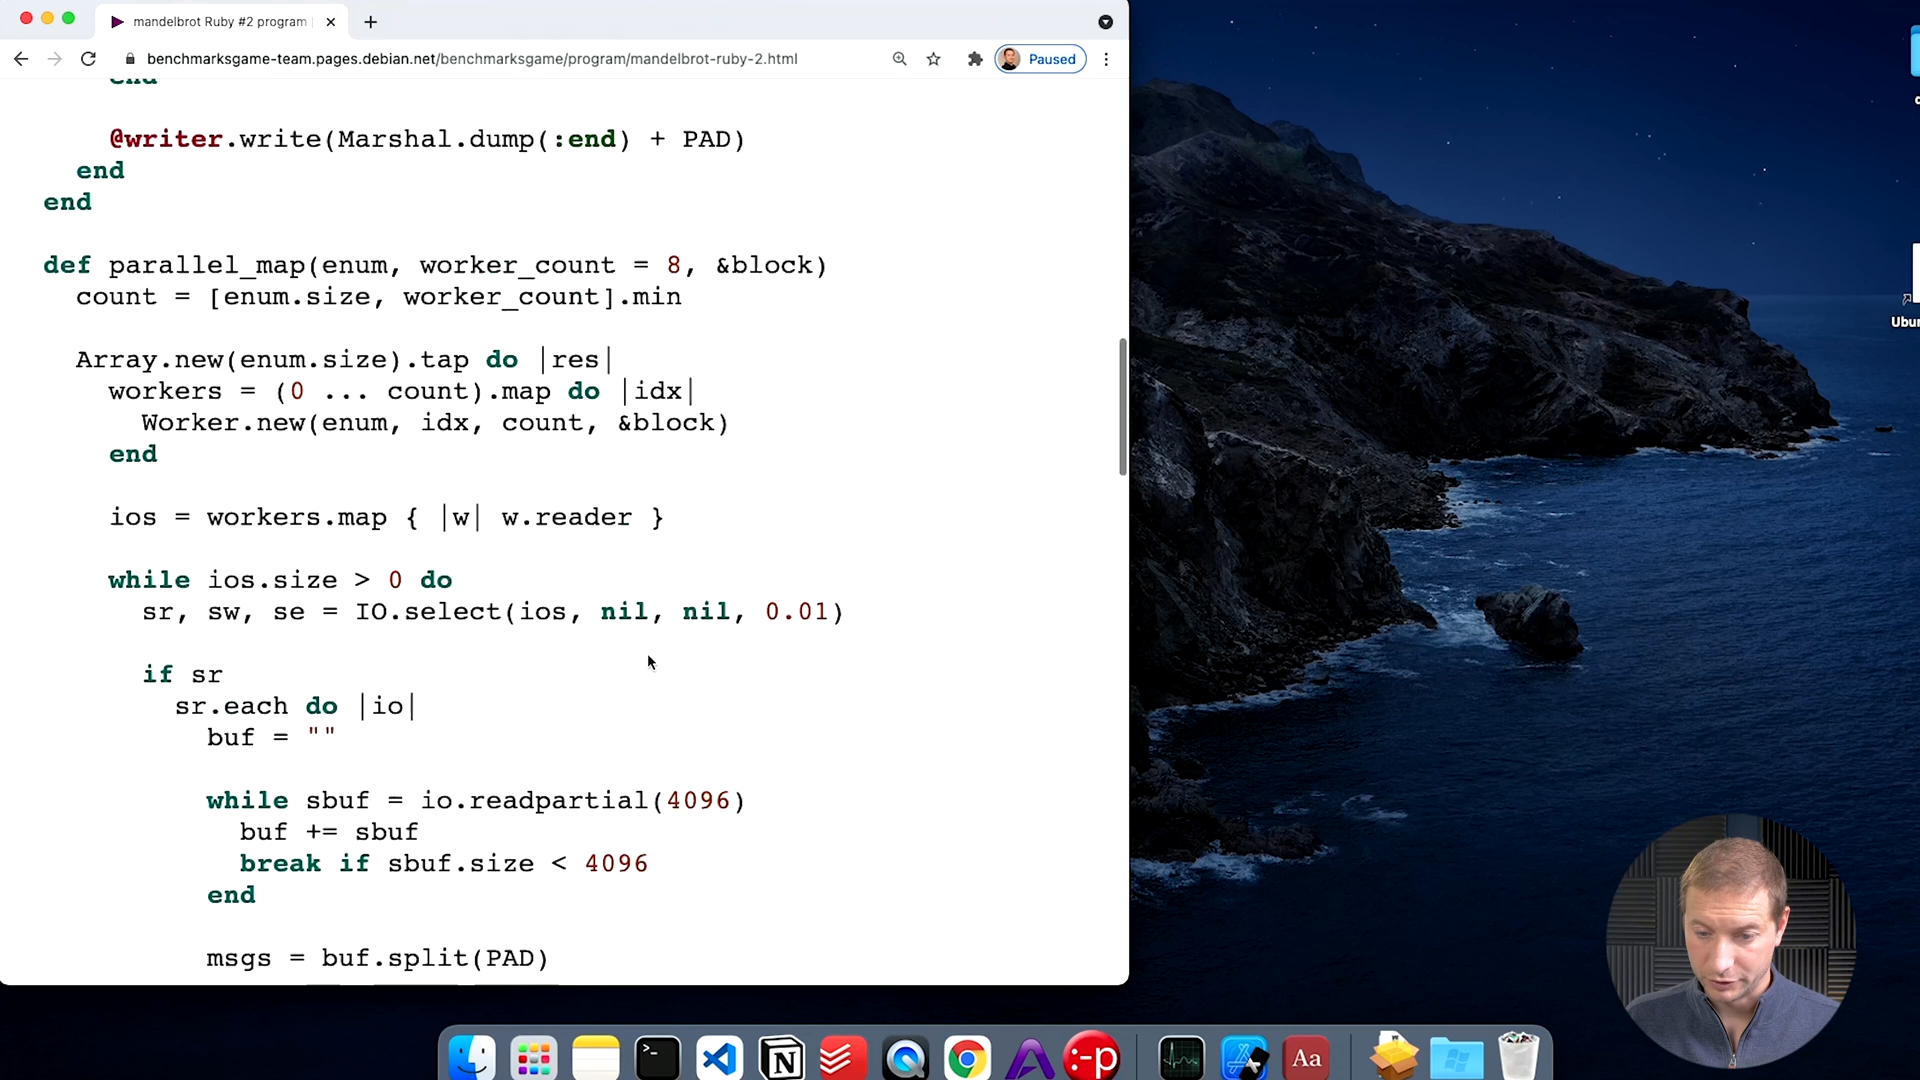 mandelbrot Ruby #2 program
benchmarksgame-team.pages.debian.net/benchmarksgame/program/mandelbrot-ruby-2.html
Paused
end
@writer.write(Marshal.dump(:end) + PAD)
end
end
def parallel_map(enum, worker_count = 8, &block)
count = [enum.size, worker_count].min
Array.new(enum.size).tap do |res|
workers = (0 ... count).map do |idx|
Worker.new(enum, idx, count, &block)
end
ios = workers.map { |w| w.reader }
while ios.size > 0 do
sr, sw, se = IO.select(ios, nil, nil, 0.01)
if sr
sr.each do |io|
buf = ""
while sbuf = io.readpartial(4096)
buf += sbuf
break if sbuf.size < 4096
end
msgs = buf.split(PAD)
Ubun
>_
N
:-p
Aa